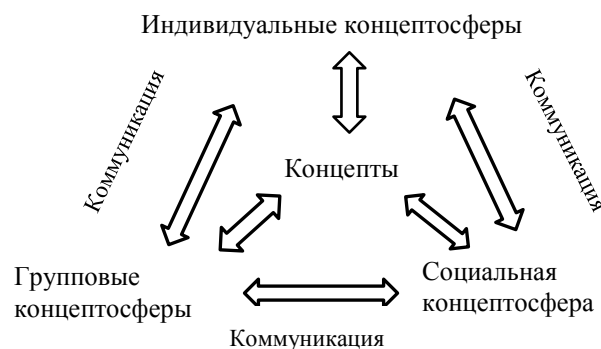 Индивидуальные концептосферы
Коммуникация
Коммуникация
Концепты
Групповые
концептосферы
Социальная
концептосфера
Коммуникация